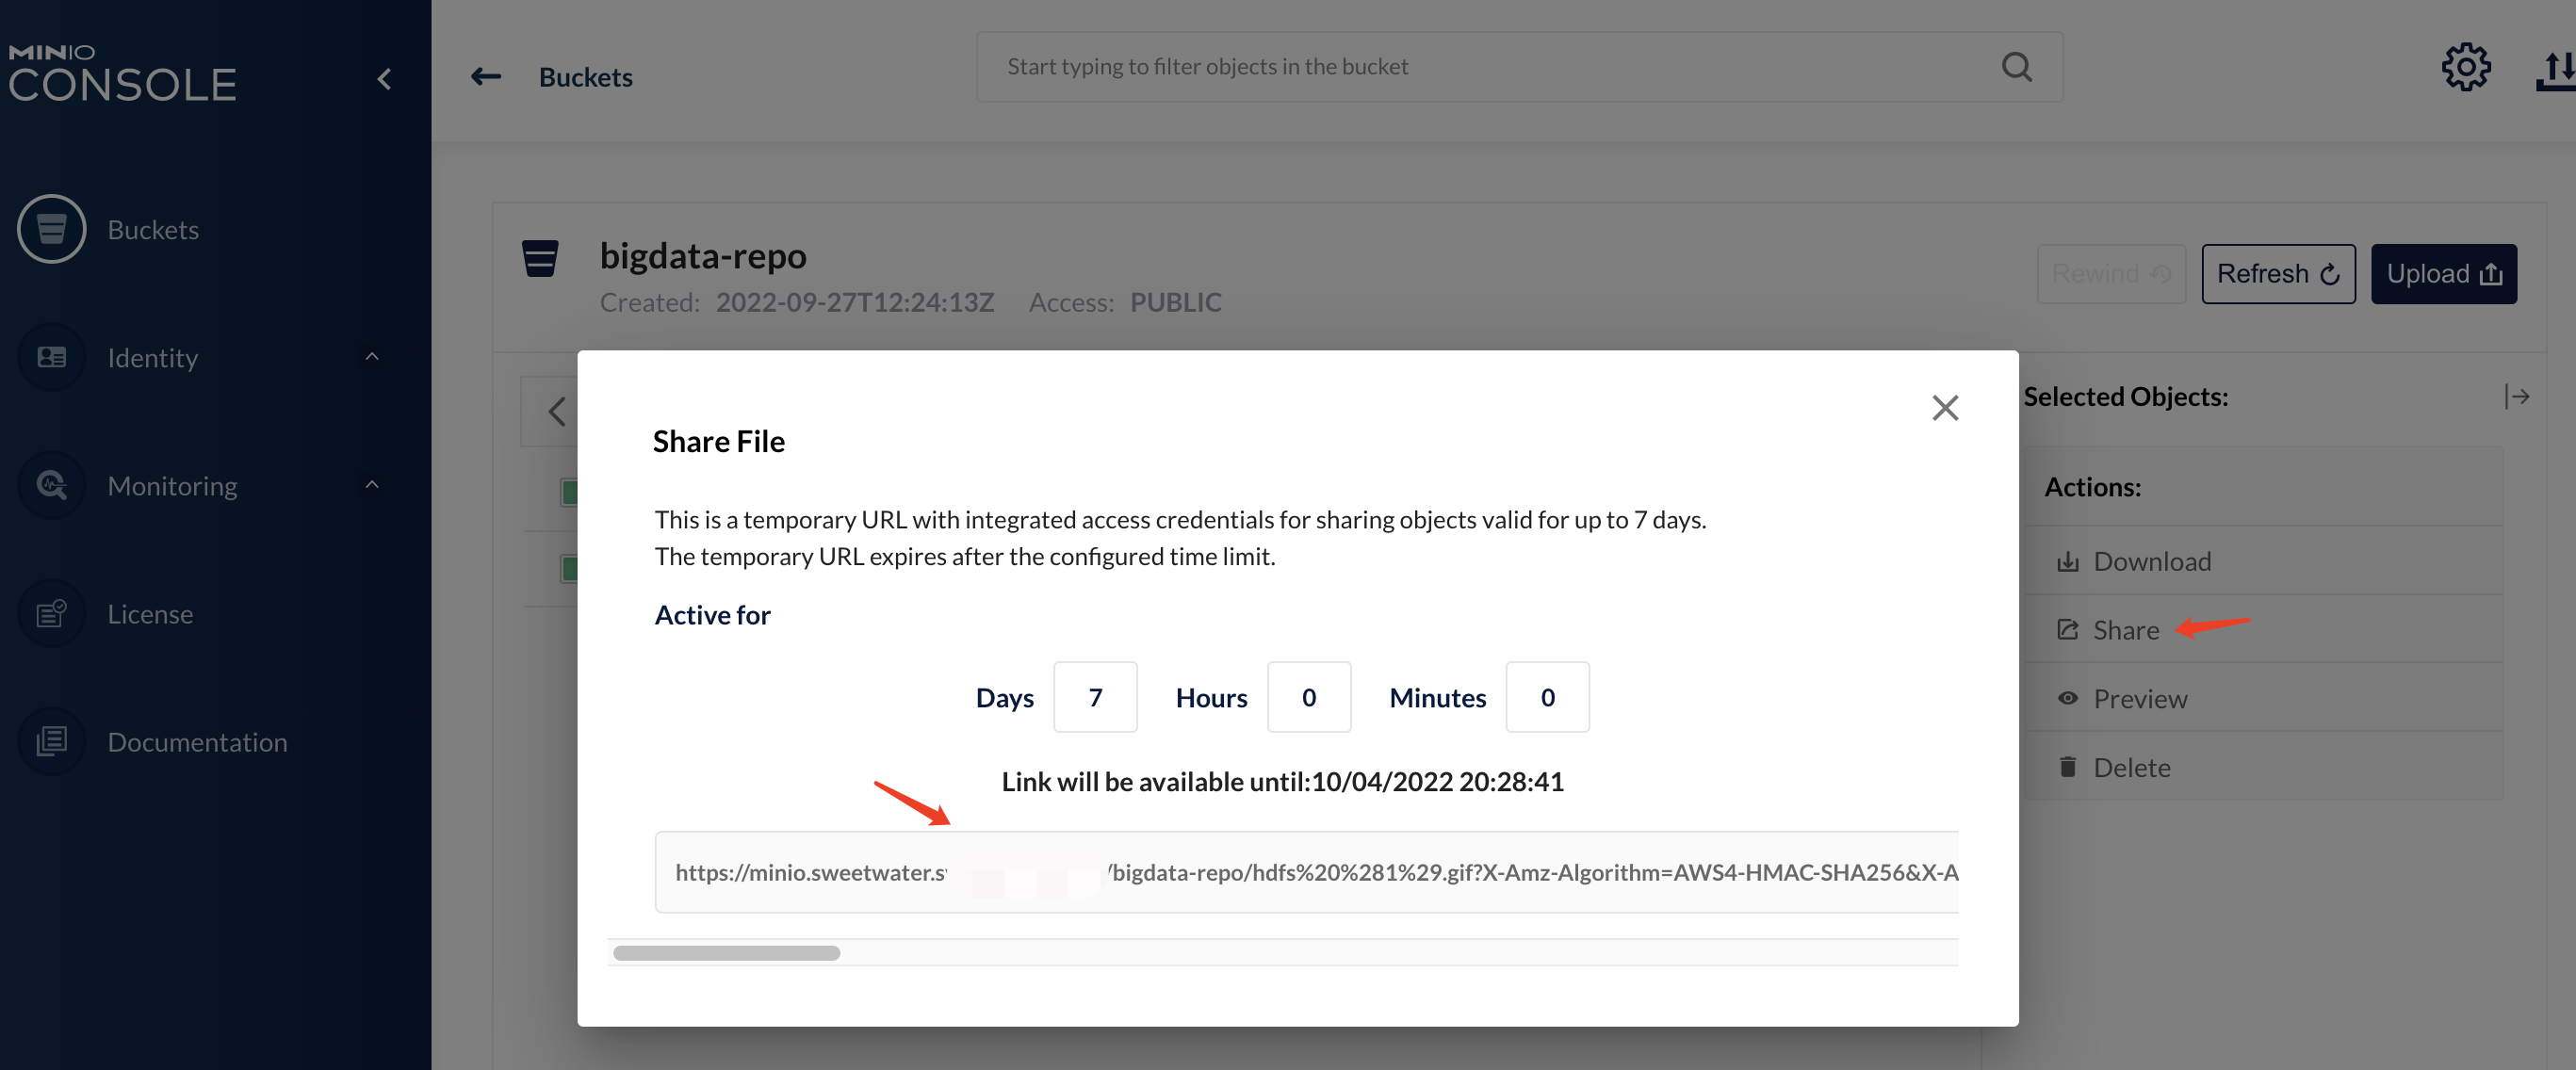 MINIO
CONSOLE
Buckets
Identity
Monitoring
License
Documentation
Buckets
Start typing to filter objects in the bucket
bigdata-repo
Created: 2022-09-27T12:24:13Z Access: PUBLIC
Rewind
Refresh
Upload
Selected Objects:
Actions:
Download
Share
Preview
Delete
Share File
This is a temporary URL with integrated access credentials for sharing objects valid for up to 7 days.
The temporary URL expires after the configured time limit.
Active for
Days 7 Hours 0 Minutes 0
Link will be available until:10/04/2022 20:28:41
https://minio.sweetwater.s /bigdata-repo/hdfs%20%281%29.gif?X-Amz-Algorithm=AWS4-HMAC-SHA256&X-A